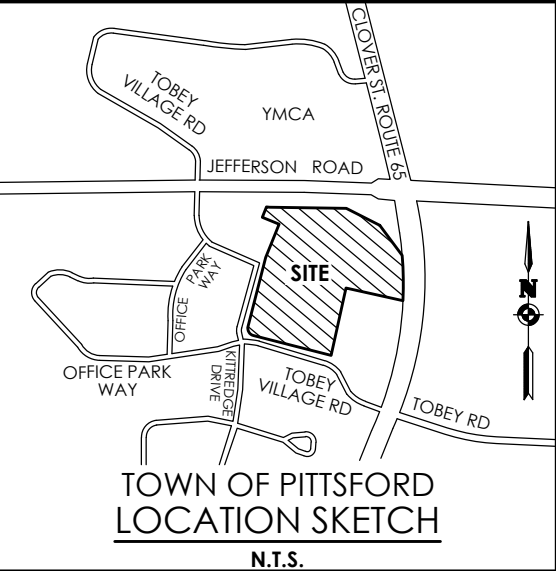 CLOVER ST. ROUTE 65
TOBEY
VILLAGE RD
YMCA
JEFFERSON ROAD
SITE
PARK
WAY
OFFICE
N
OFFICE PARK
WAY
KITTREDGE
DRIVE
TOBEY
VILLAGE RD
TOBEY RD
TOWN OF PITTSFORD
LOCATION SKETCH
N.T.S.